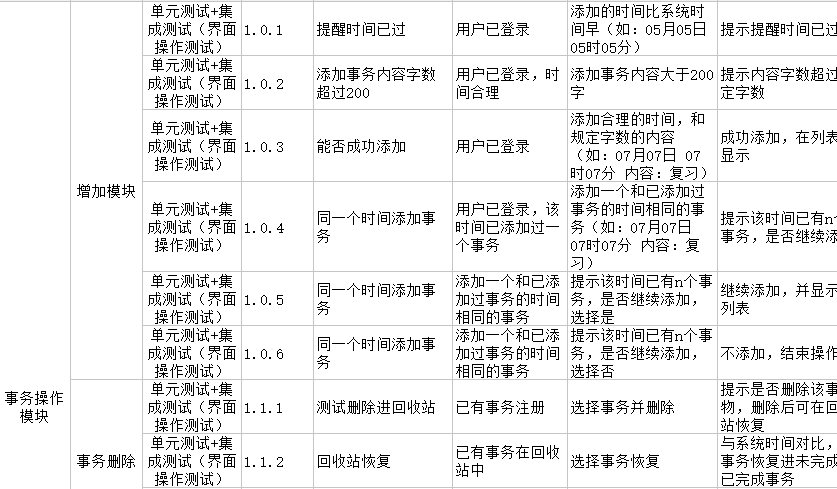 单元测试+集
成测试（界面
操作测试）
1.0.1
提醒时间已过
用户已登录
添加的时间比系统时
间早（如：05月05日
05时05分）
提示提醒时间已过
单元测试+集
成测试（界面
操作测试）
1.0.2
添加事务内容字数
超过200
用户已登录，时
间合理
添加事务内容大于200
字
提示内容字数超过
定字数
单元测试+集
成测试（界面
操作测试）
1.0.3
能否成功添加
用户已登录
添加合理的时间，和
规定字数的内容
（如：07月07日 07
时07分 内容：复习）
成功添加，在列表
显示
增加模块
单元测试+集
成测试（界面
操作测试）
1.0.4
同一个时间添加事
务
用户已登录，该
时间已添加过一
个事务
添加一个和已添加过
事务的时间相同的事
务（如：07月07日
07时07分 内容：复
习）
提示该时间已有n个
事务，是否继续添
单元测试+集
成测试（界面
操作测试）
1.0.5
同一个时间添加事
务
添加一个和已添
加过事务的时间
相同的事务
提示该时间已有n个事
务，是否继续添加，
选择是
继续添加，并显示
列表
单元测试+集
成测试（界面
操作测试）
1.0.6
同一个时间添加事
务
添加一个和已添
加过事务的时间
相同的事务
提示该时间已有n个事
务，是否继续添加，
选择否
不添加，结束操作
事务操作
模块
单元测试+集
成测试（界面
操作测试）
1.1.1
测试删除进回收站
已有事务注册
选择事务并删除
提示是否删除该事
物，删除后可在回
站恢复
事务删除
单元测试+集
成测试（界面
操作测试）
1.1.2
回收站恢复
已有事务在回收
站中
选择事务恢复
与系统时间对比，
事务恢复进未完成
已完成事务